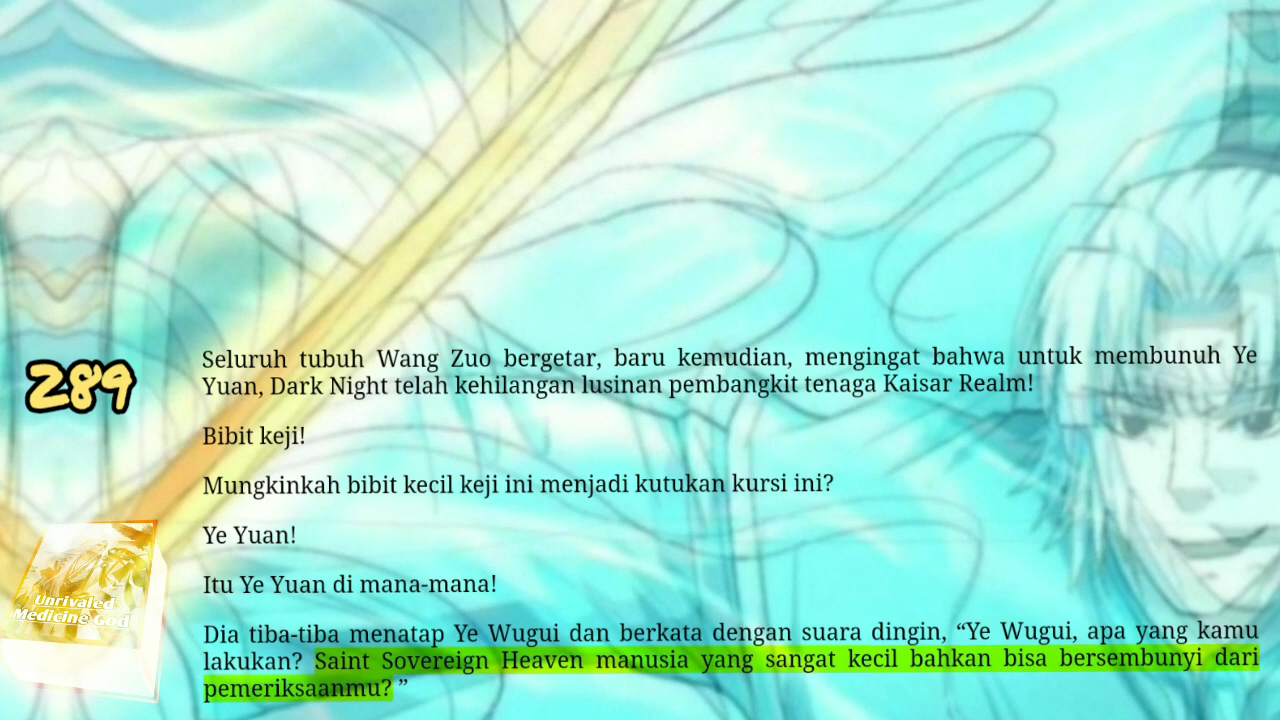 Seluruh tubuh Wang Zuo bergetar, baru kemudian, mengingat bahwa untuk membunuh Ye
Yuan, Dark Night telah kehilangan lusinan pembangkit tenaga Kaisar Realm!
289
Bibit keji!
Mungkinkah bibit kecil keji ini menjadi kutukan kursi ini?
Ye Yuan!
Itu Ye Yuan di mana-mana!
Unrivaled
Medicine God
Dia tiba-tiba menatap Ye Wugui dan berkata dengan suara dingin, “Ye Wugui, apa yang kamu
lakukan? Saint Sovereign Heaven manusia yang sangat kecil bahkan bisa bersembunyi dari
pemeriksaanmu? ”